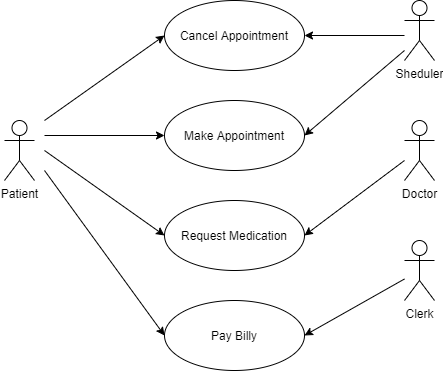 Cancel Appointment
Sheduler
Make Appointment
Patient
Doctor
Request Medication
Clerk
Pay Billy